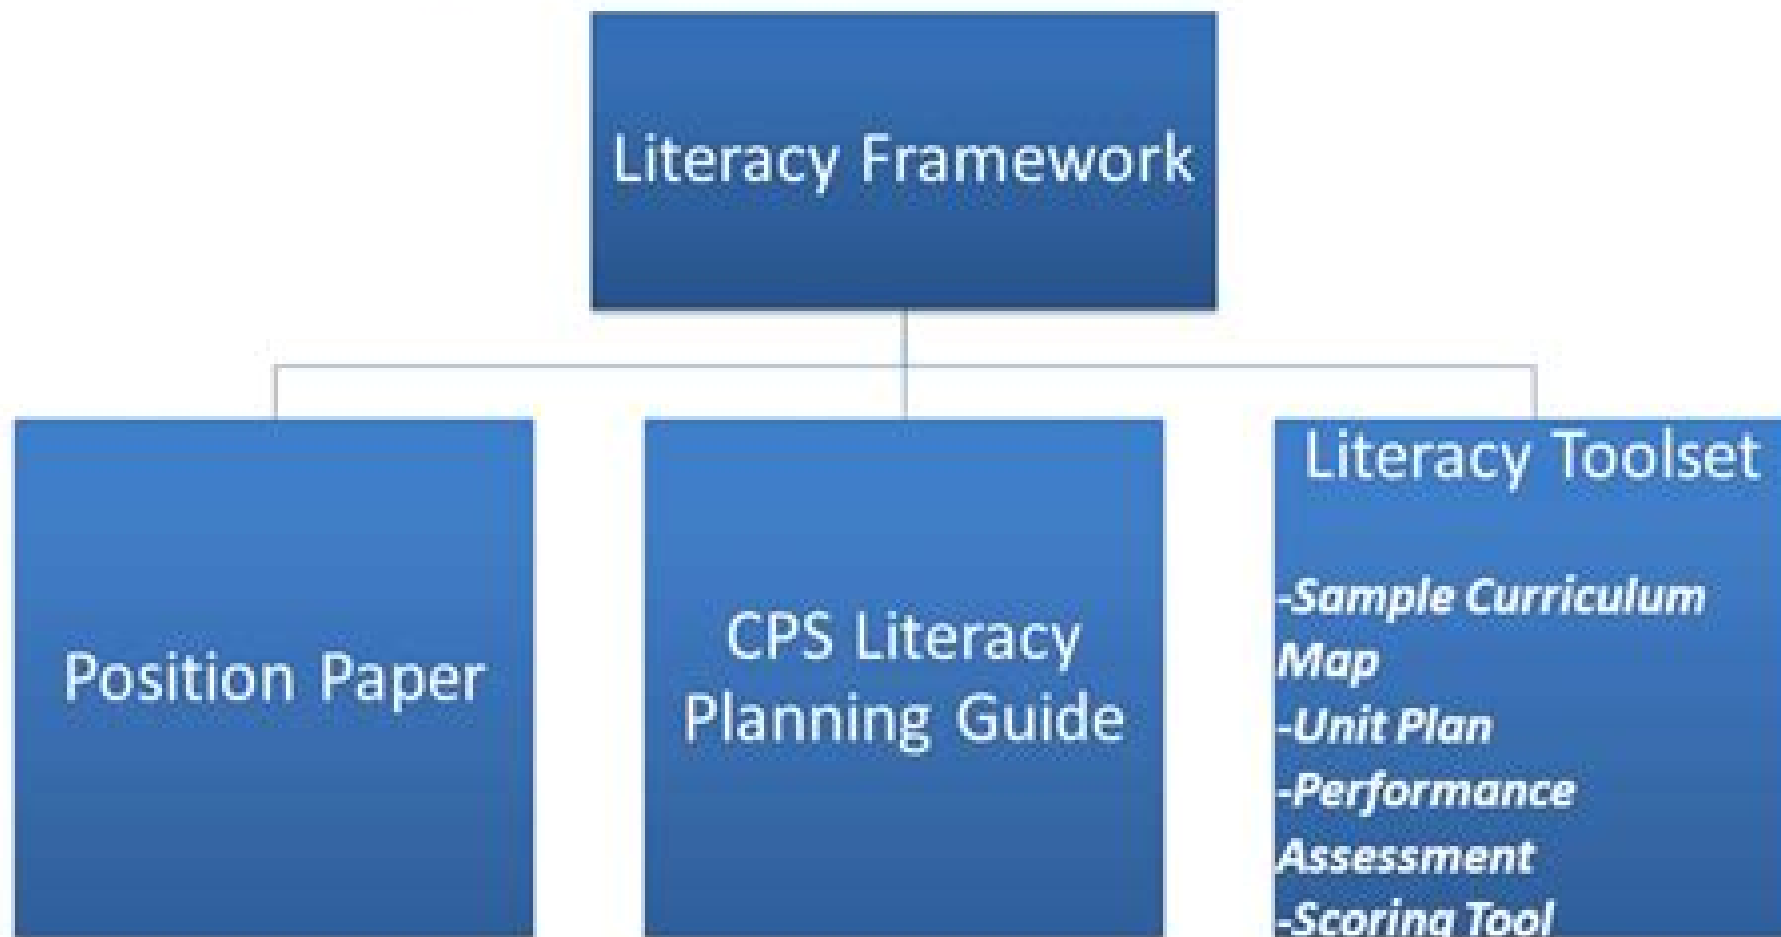 Literacy Framework
Position Paper
CPS Literacy
Planning Guide
Literacy Toolset
-Sample Curriculum
Map
-Unit Plan
-Performance
Assessment
-Scoring Tool